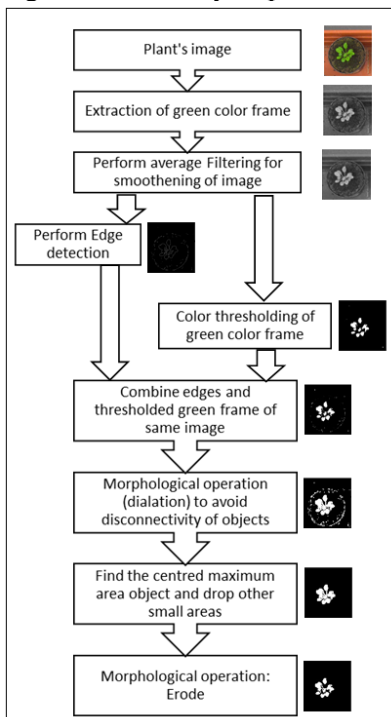 Plant's image
Extraction of green color frame
Perform average Filtering for
smoothening of image
Perform Edge
detection
Color thresholding of
green color frame
Combine edges and
thresholded green frame of
same image
Morphological operation
(dialation) to avoid
disconnectivity of objects
Find the centred maximum
area object and drop other
small areas
Morphological operation:
Erode